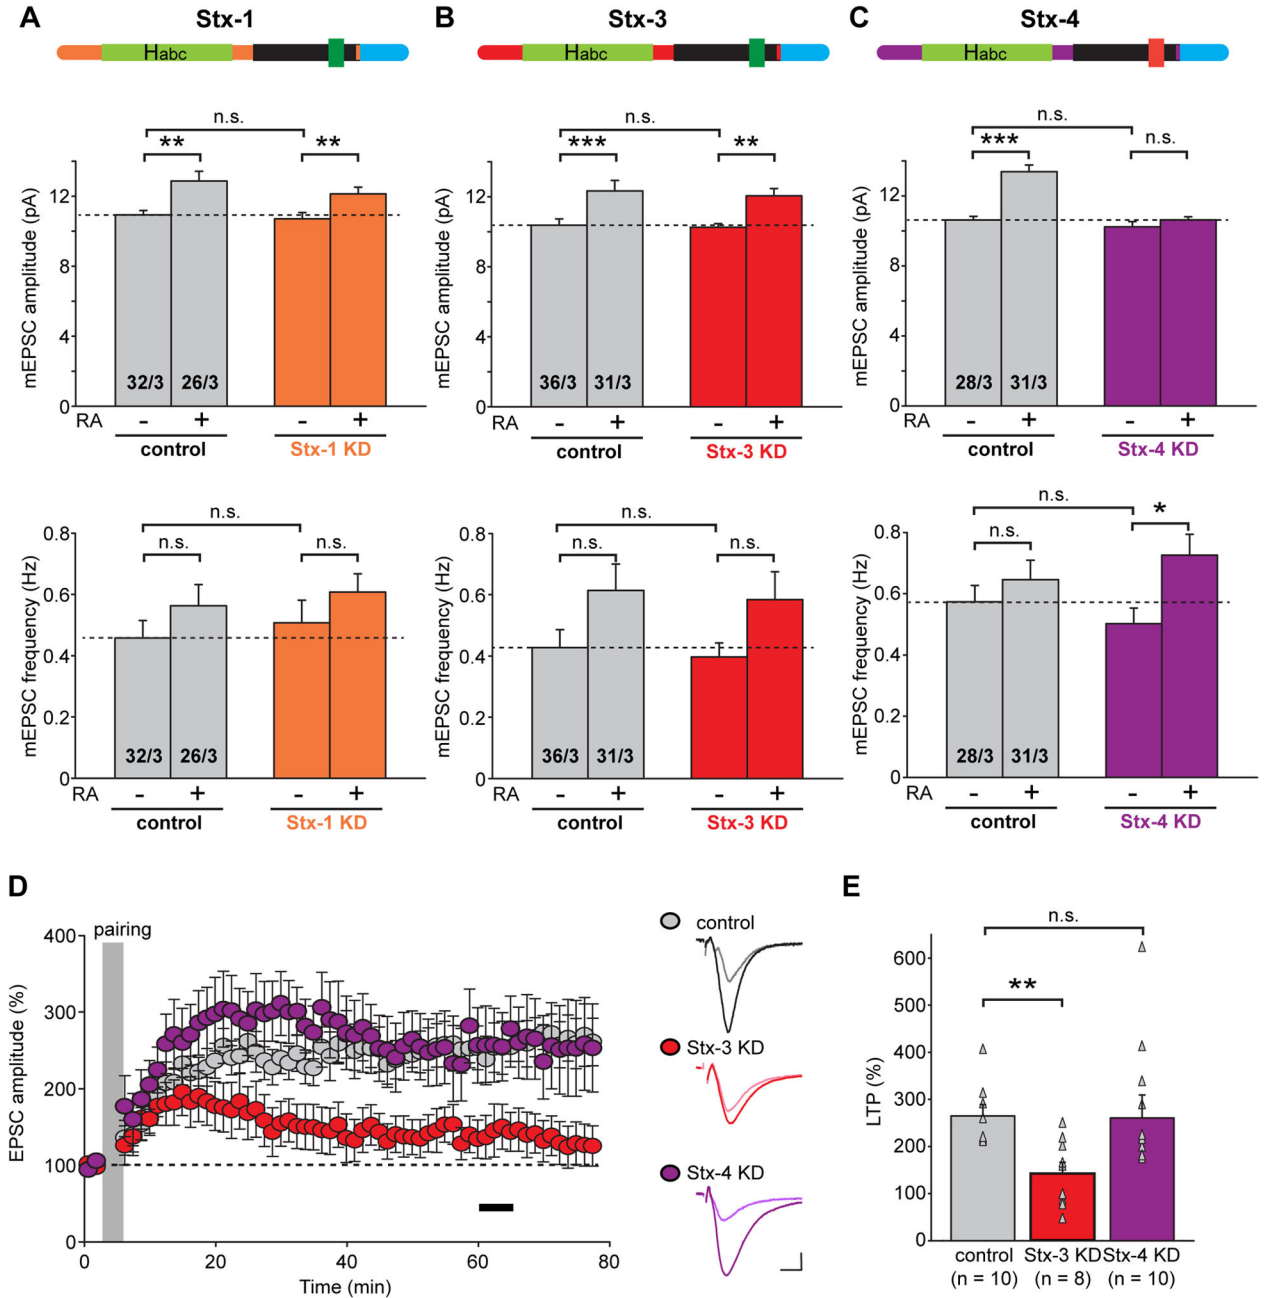 A Stx-1
Habc
n.s.
** **
mEPSC amplitude (pA)
12
8
4
0
32/3 26/3
RA - + - +
control Stx-1 KD
n.s.
n.s. n.s.
mEPSC frequency (Hz)
0.8
0.6
0.4
0.2
0
32/3 26/3
RA - + - +
control Stx-1 KD
B Stx-3
Habc
n.s.
*** **
mEPSC amplitude (pA)
12
8
4
0
36/3 31/3
RA - + - +
control Stx-3 KD
n.s.
n.s. n.s.
mEPSC frequency (Hz)
0.8
0.6
0.4
0.2
0
36/3 31/3
RA - + - +
control Stx-3 KD
C Stx-4
Habc
n.s.
*** n.s.
mEPSC amplitude (pA)
12
8
4
0
28/3 31/3
RA - + - +
control Stx-4 KD
n.s.
n.s. *
mEPSC frequency (Hz)
0.8
0.6
0.4
0.2
0
28/3 31/3
RA - + - +
control Stx-4 KD
D
pairing
EPSC amplitude (%)
400
300
200
100
0
0 20 40 60 80
Time (min)
control
Stx-3 KD
Stx-4 KD
E
n.s.
**
LTP (%)
600
500
400
300
200
100
0
control Stx-3 KD Stx-4 KD
(n = 10) (n = 8) (n = 10)